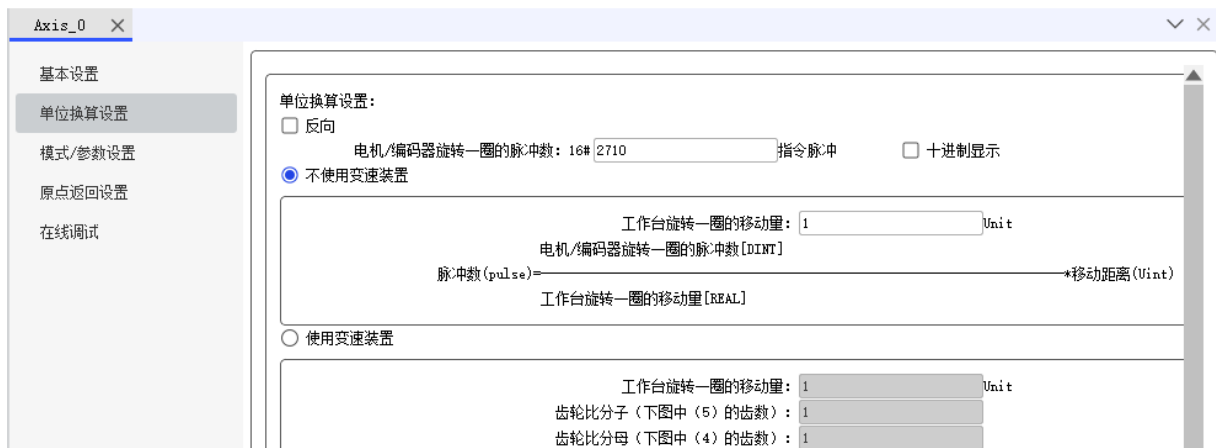 Axis_0
基本设置
单位换算设置
模式/参数设置
原点返回设置
在线调试
单位换算设置:
反向
电机/编码器旋转一圈的脉冲数: 16# 2710 指令脉冲 十进制显示
不使用变速装置
工作台旋转一圈的移动量: 1 Unit
电机/编码器旋转一圈的脉冲数[DINT]
脉冲数(pulse)= *移动距离(Uint)
工作台旋转一圈的移动量[REAL]
使用变速装置
工作台旋转一圈的移动量: 1 Unit
齿轮比分子（下图中（5）的齿数）: 1
齿轮比分母（下图中（4）的齿数）: 1